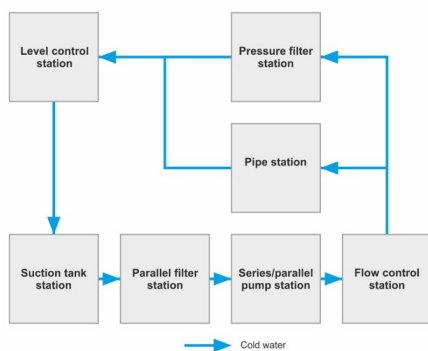 Level control
station
Pressure filter
station
Pipe station
Suction tank
station
Parallel filter
station
Series/parallel
pump station
Flow control
station
Cold water